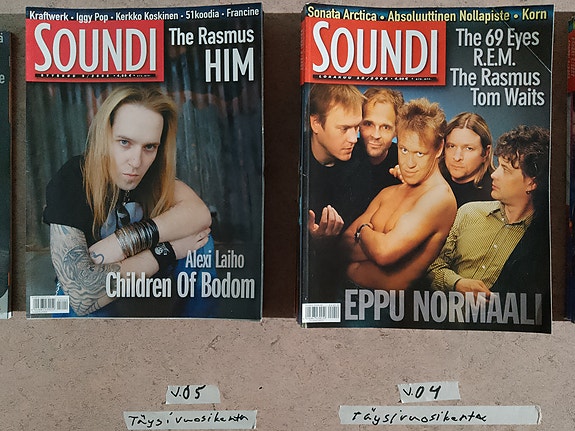 Kraftwerk • Iggy Pop • Kerkko Koskinen • 51koodia • Francine
SOUNDI
The Rasmus
HIM
Alexi Laiho
Children Of Bodom
Sonata Arctica • Absoluuttinen Nollapiste • Korn
SOUNDI
The 69 Eyes
R.E.M.
The Rasmus
Tom Waits
EPPU NORMAALI
v.05
Täysivuosikerta
v.04
Täysivuosikerta